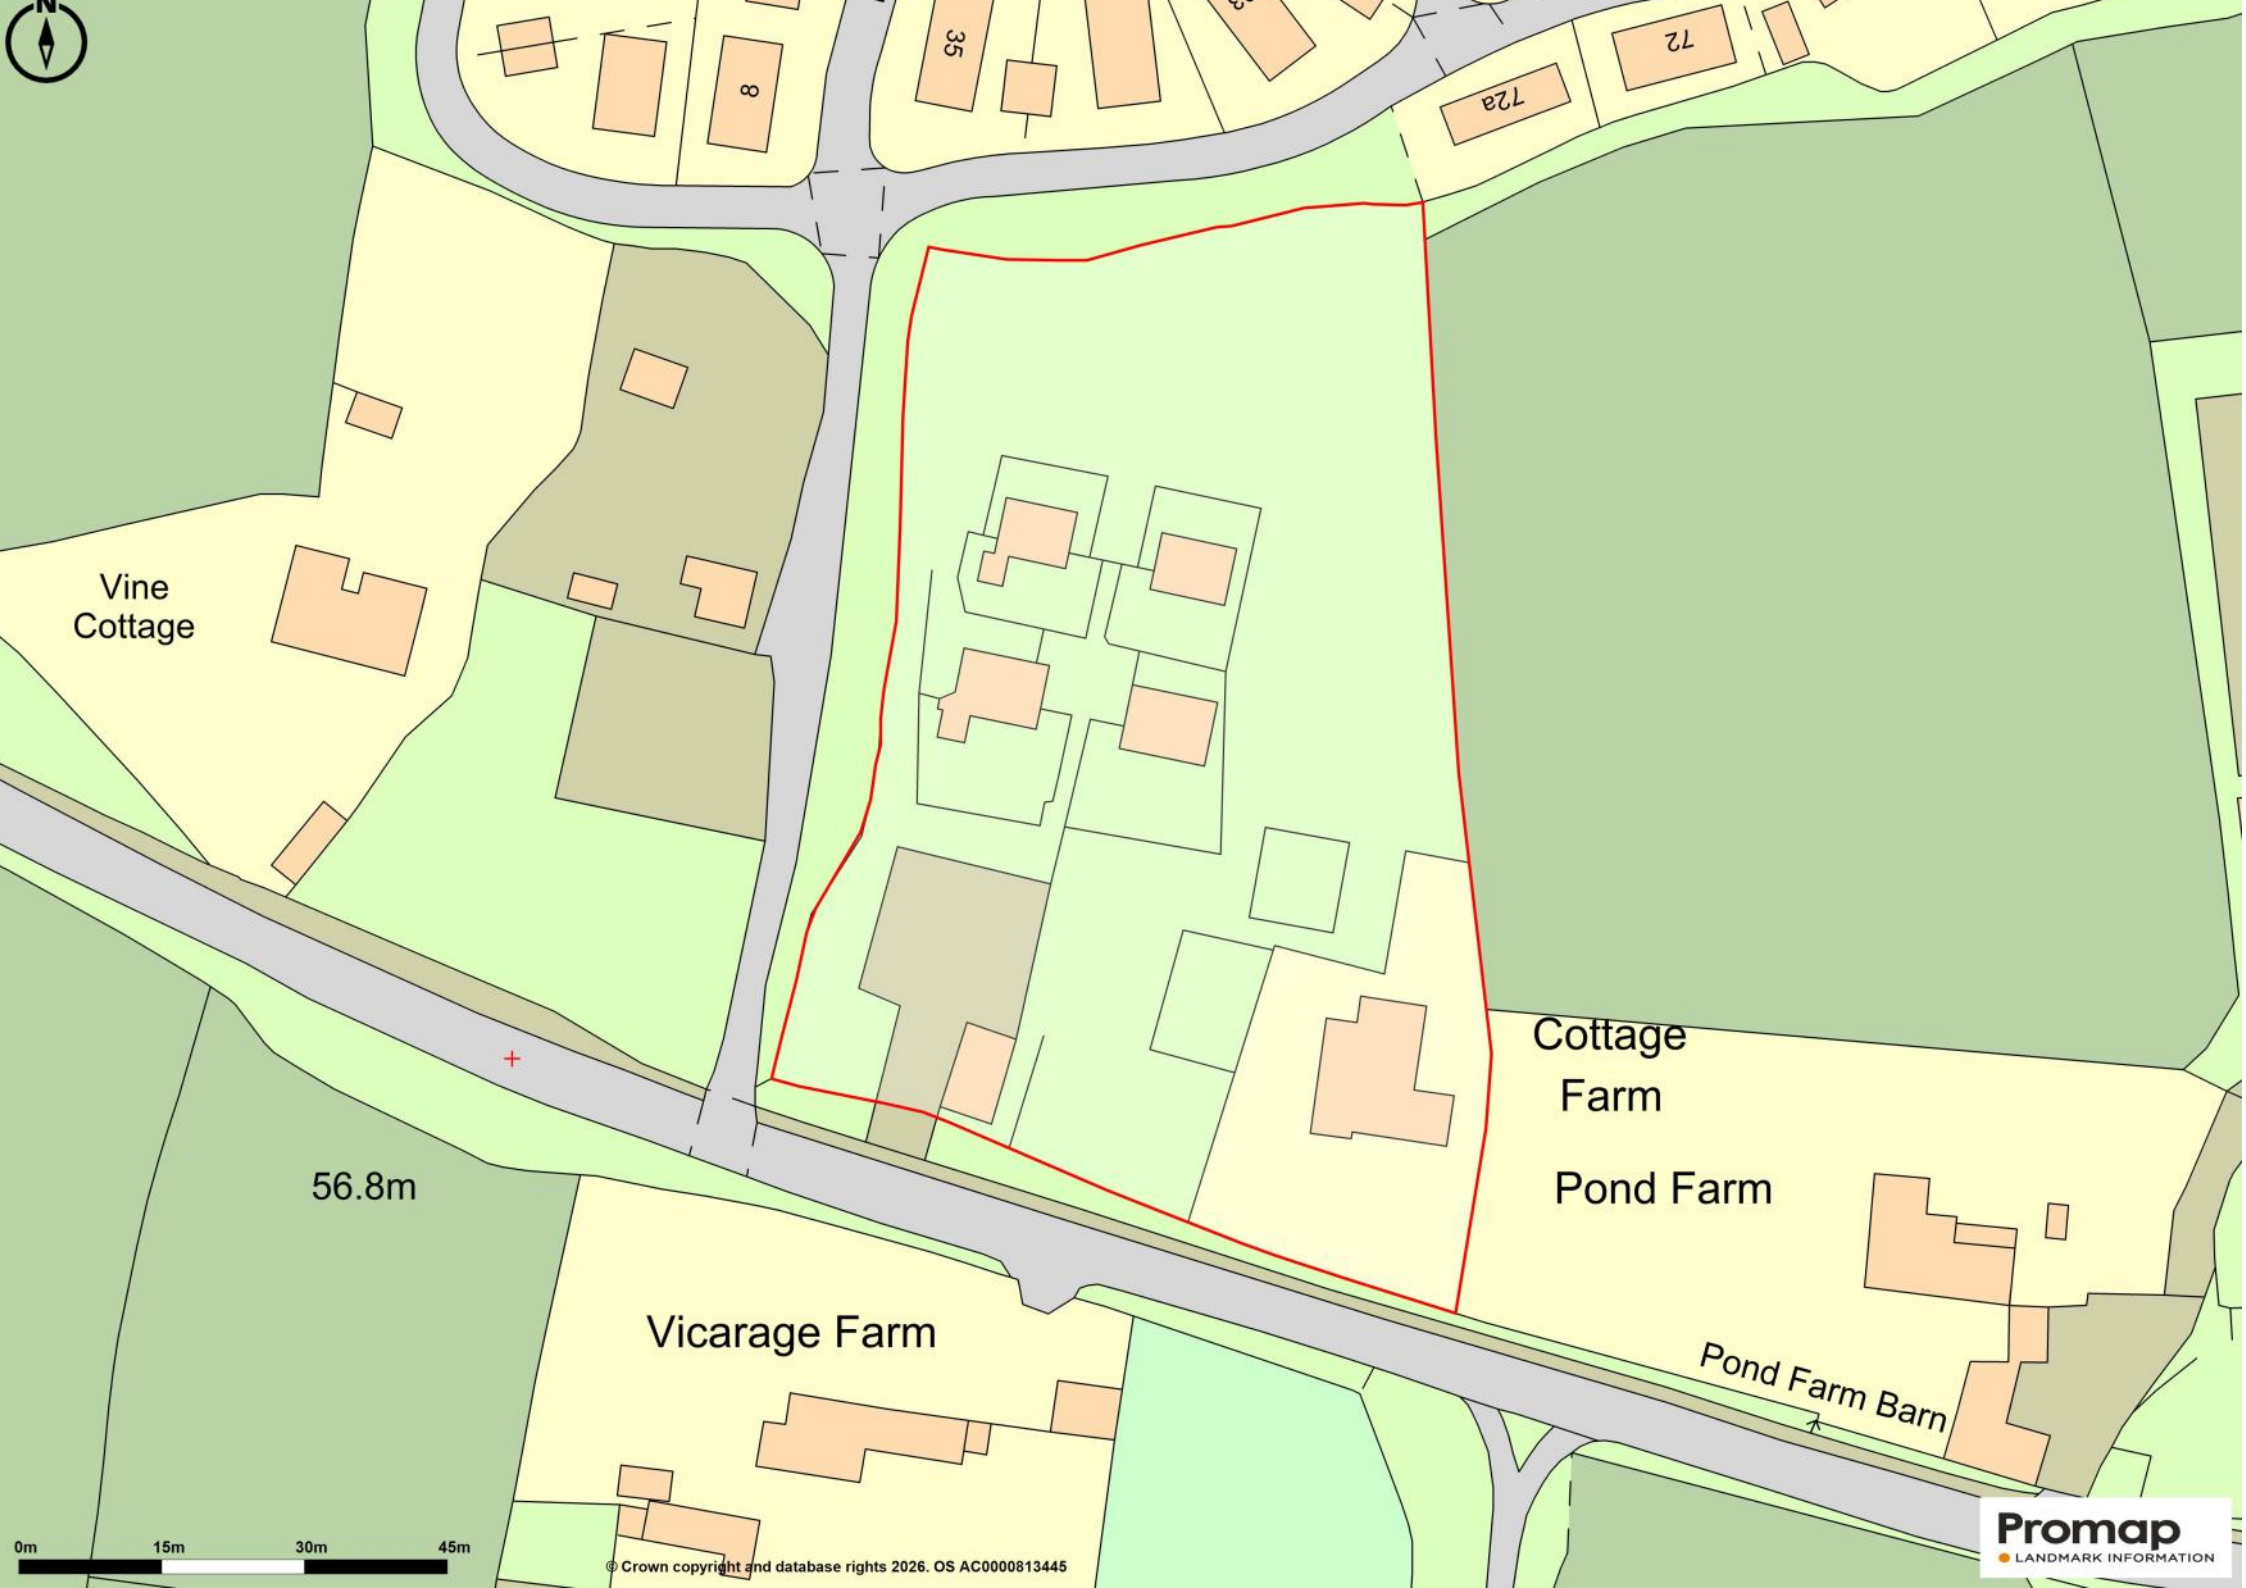 N
35
8
72
72a
Vine
Cottage
Cottage
Farm
Pond Farm
56.8m
Vicarage Farm
Pond Farm Barn
0m 15m 30m 45m
© Crown copyright and database rights 2026. OS AC0000813445
Promap
LANDMARK INFORMATION